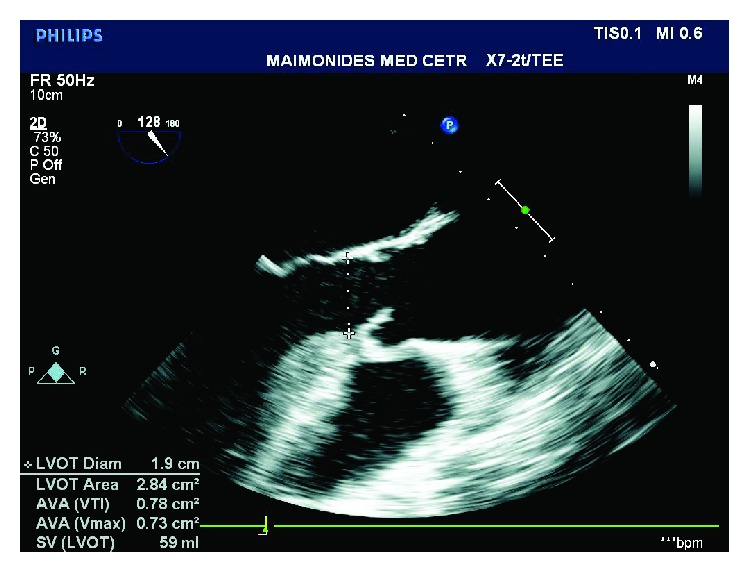 PHILIPS
TIS0.1 MI 0.6
MAIMONIDES MED CETR X7-2t/TEE
FR 50Hz
10cm
M4
2D
73%
C 50
P Off
Gen
0 128 180
P
G
P R
LVOT Diam 1.9 cm
LVOT Area 2.84 cm²
AVA (VTI) 0.78 cm²
AVA (Vmax) 0.73 cm²
SV (LVOT) 59 ml
***bpm